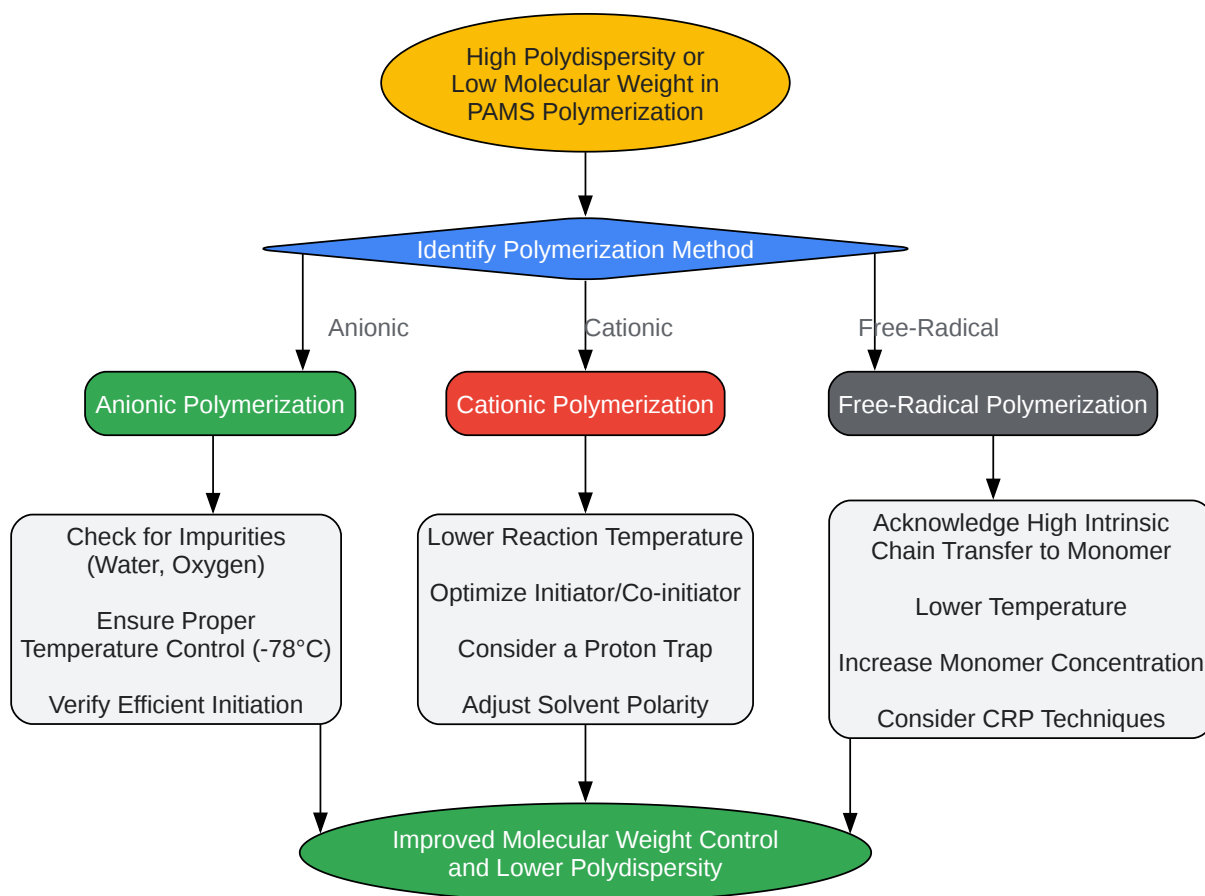 High Polydispersity or
Low Molecular Weight in
PAMS Polymerization
Identify Polymerization Method
Anionic
Cationic
Free-Radical
Anionic Polymerization
Cationic Polymerization
Free-Radical Polymerization
Check for Impurities
(Water, Oxygen)
Ensure Proper
Temperature Control (-78°C)
Verify Efficient Initiation
Lower Reaction Temperature
Optimize Initiator/Co-initiator
Consider a Proton Trap
Adjust Solvent Polarity
Acknowledge High Intrinsic
Chain Transfer to Monomer
Lower Temperature
Increase Monomer Concentration
Consider CRP Techniques
Improved Molecular Weight Control
and Lower Polydispersity